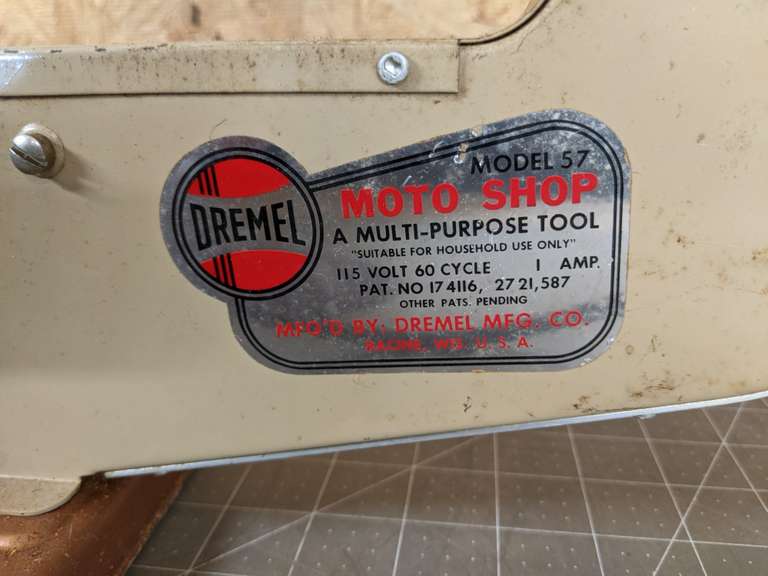 DREMEL
MODEL 57
MOTO SHOP
A MULTI-PURPOSE TOOL
"SUITABLE FOR HOUSEHOLD USE ONLY"
115 VOLT 60 CYCLE 1 AMP.
PAT. NO 174116, 2721,587
OTHER PATS. PENDING
MFG'D BY: DREMEL MFG. CO.
RACINE, WIS. U. S. A.